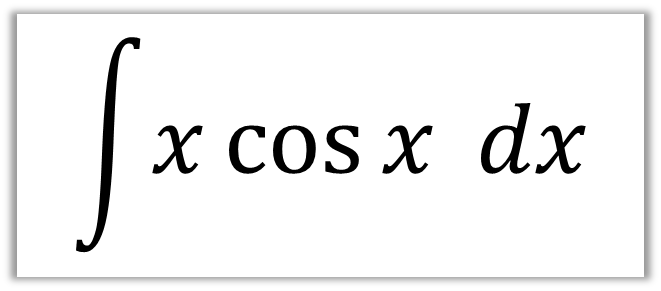 ∫ x cos x dx